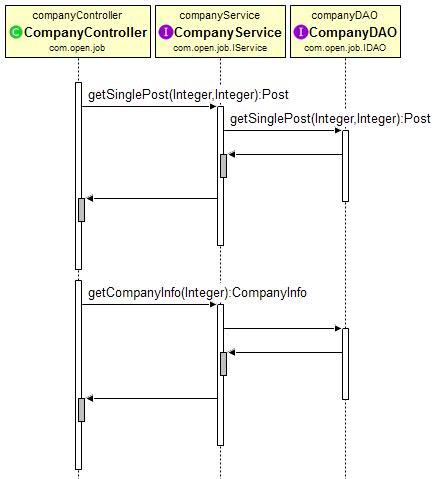 companyController
C CompanyController
com.open.job
companyService
I CompanyService
com.open.job.IService
companyDAO
I CompanyDAO
com.open.job.IDAO
getSinglePost(Integer,Integer):Post
getSinglePost(Integer,Integer):Post
getCompanyInfo(Integer):CompanyInfo